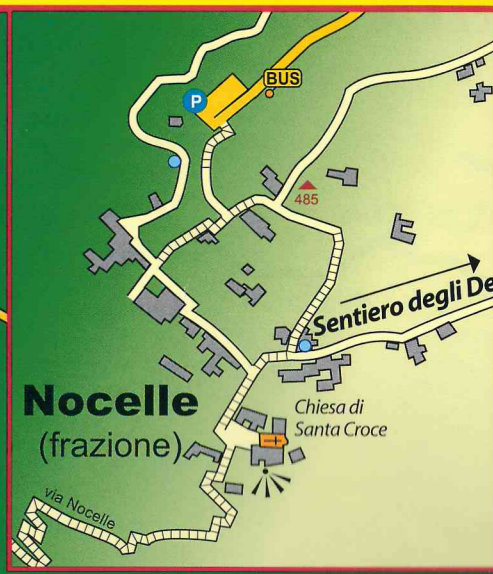 BUS
P
485
Sentiero degli De
Nocelle
(frazione)
Chiesa di
Santa Croce
via Nocelle